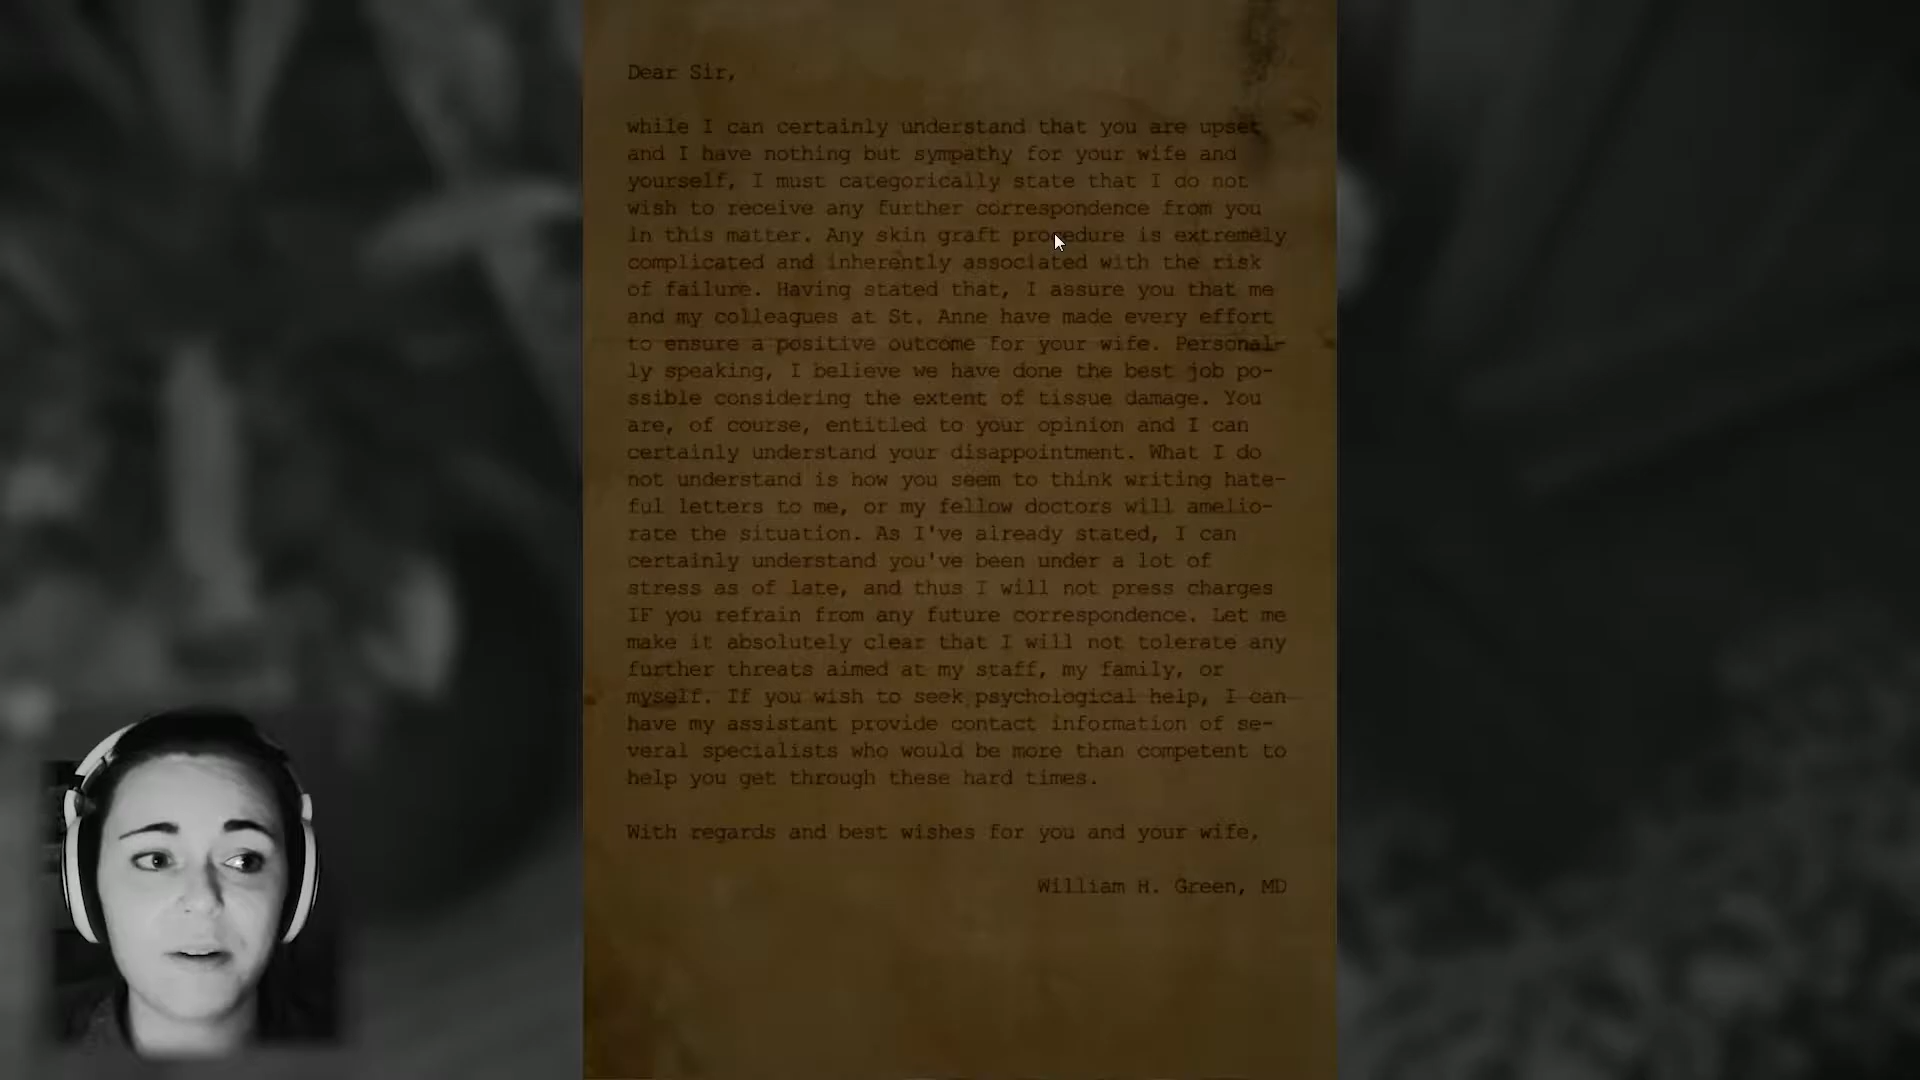 Dear Sir,
while I can certainly understand that you are upset
and I have nothing but sympathy for your wife and
yourself, I must categorically state that I do not
wish to receive any further correspondence from you
in this matter. Any skin graft procedure is extremely
complicated and inherently associated with the risk
of failure. Having stated that, I assure you that me
and my colleagues at St. Anne have made every effort
to ensure a positive outcome for your wife. Personal-
ly speaking, I believe we have done the best job po-
ssible considering the extent of tissue damage. You
are, of course, entitled to your opinion and I can
certainly understand your disappointment. What I do
not understand is how you seem to think writing hate-
ful letters to me, or my fellow doctors will amelio-
rate the situation. As I've already stated, I can
certainly understand you've been under a lot of
stress as of late, and thus I will not press charges
IF you refrain from any future correspondence. Let me
make it absolutely clear that I will not tolerate any
further threats aimed at my staff, my family, or
myself. If you wish to seek psychological help, I can
have my assistant provide contact information of se-
veral specialists who would be more than competent to
help you get through these hard times.
With regards and best wishes for you and your wife,
William H. Green, MD